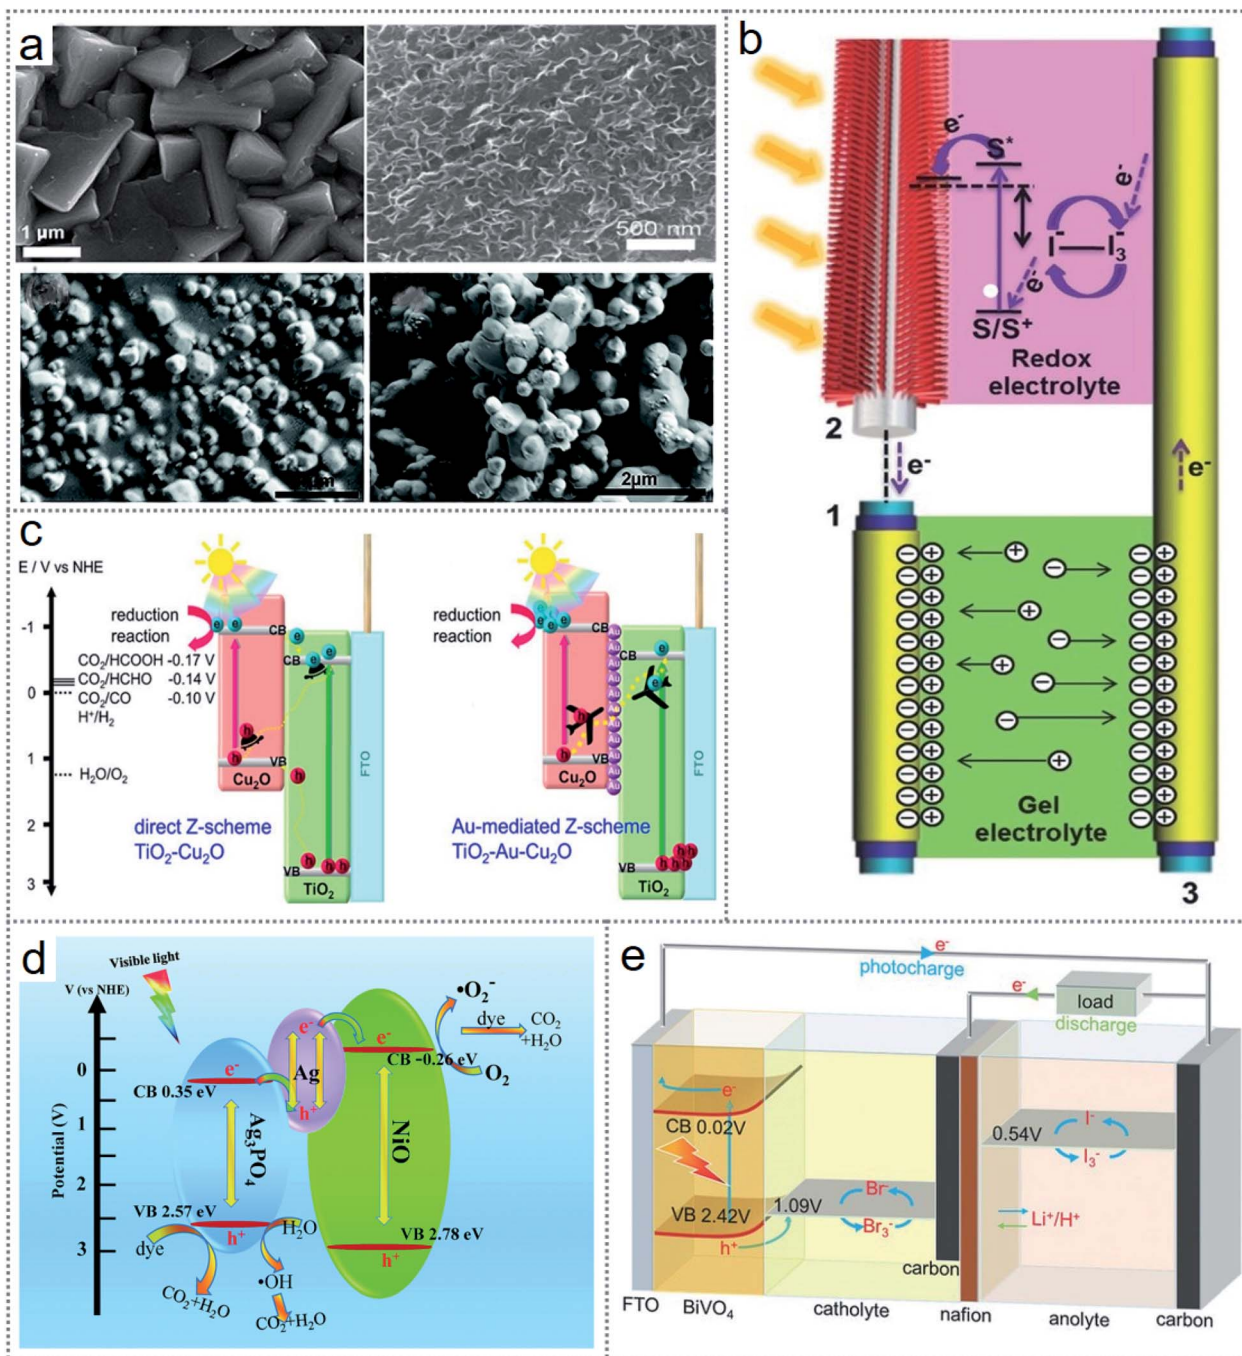 a
1 µm
500 nm
2µm
b
e-
S*
e-
I-
I3-
e-
S/S+
Redox
electrolyte
2
e-
e-
1
Gel
electrolyte
3
c
E / V vs NHE
-1
0
1
2
3
reduction
reaction
CO2/HCOOH -0.17 V
CO2/HCHO -0.14 V
CO2/CO -0.10 V
H+/H2
H2O/O2
e e
CB
e
CB
e e
h
h
VB
Cu2O
h
h h h
VB
TiO2
FTO
direct Z-scheme
TiO2-Cu2O
reduction
reaction
CB
Au
CB
e
e
h
h
VB
Cu2O
VB
TiO2
FTO
Au-mediated Z-scheme
TiO2-Au-Cu2O
d
Visible light
V (vs NHE)
0
1
2
3
Potential (V)
e-
CB 0.35 eV
Ag3PO4
VB 2.57 eV
h+
e-
Ag
h+
e-
CB -0.26 eV
NiO
VB 2.78 eV
h+
•O2-
dye
CO2
+H2O
O2
dye
H2O
CO2+H2O
•OH
CO2+H2O
e
e-
photocharge
e-
load
discharge
e-
CB 0.02V
VB 2.42V
h+
1.09V
Br-
Br3-
0.54V
I-
I3-
Li+/H+
carbon
FTO
BiVO4
catholyte
nafion
anolyte
carbon